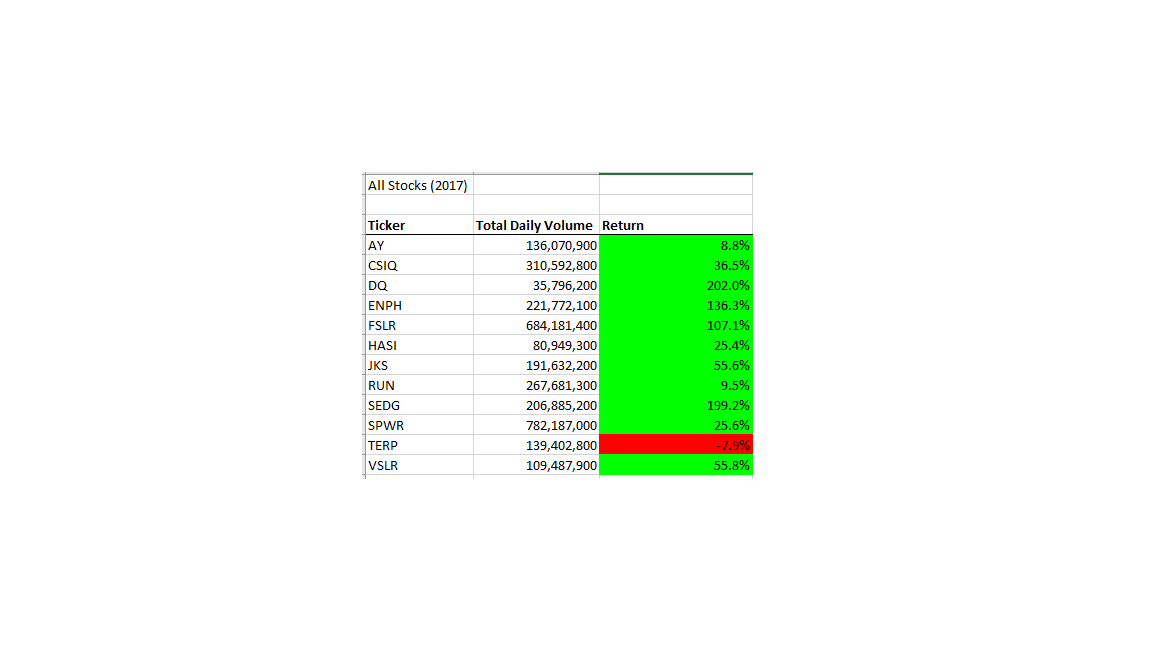 All Stocks (2017)
Ticker Total Daily Volume Return
AY 136,070,900 8.8%
CSIQ 310,592,800 36.5%
DQ 35,796,200 202.0%
ENPH 221,772,100 136.3%
FSLR 684,181,400 107.1%
HASI 80,949,300 25.4%
JKS 191,632,200 55.6%
RUN 267,681,300 9.5%
SEDG 206,885,200 199.2%
SPWR 782,187,000 25.6%
TERP 139,402,800 -7.9%
VSLR 109,487,900 55.8%